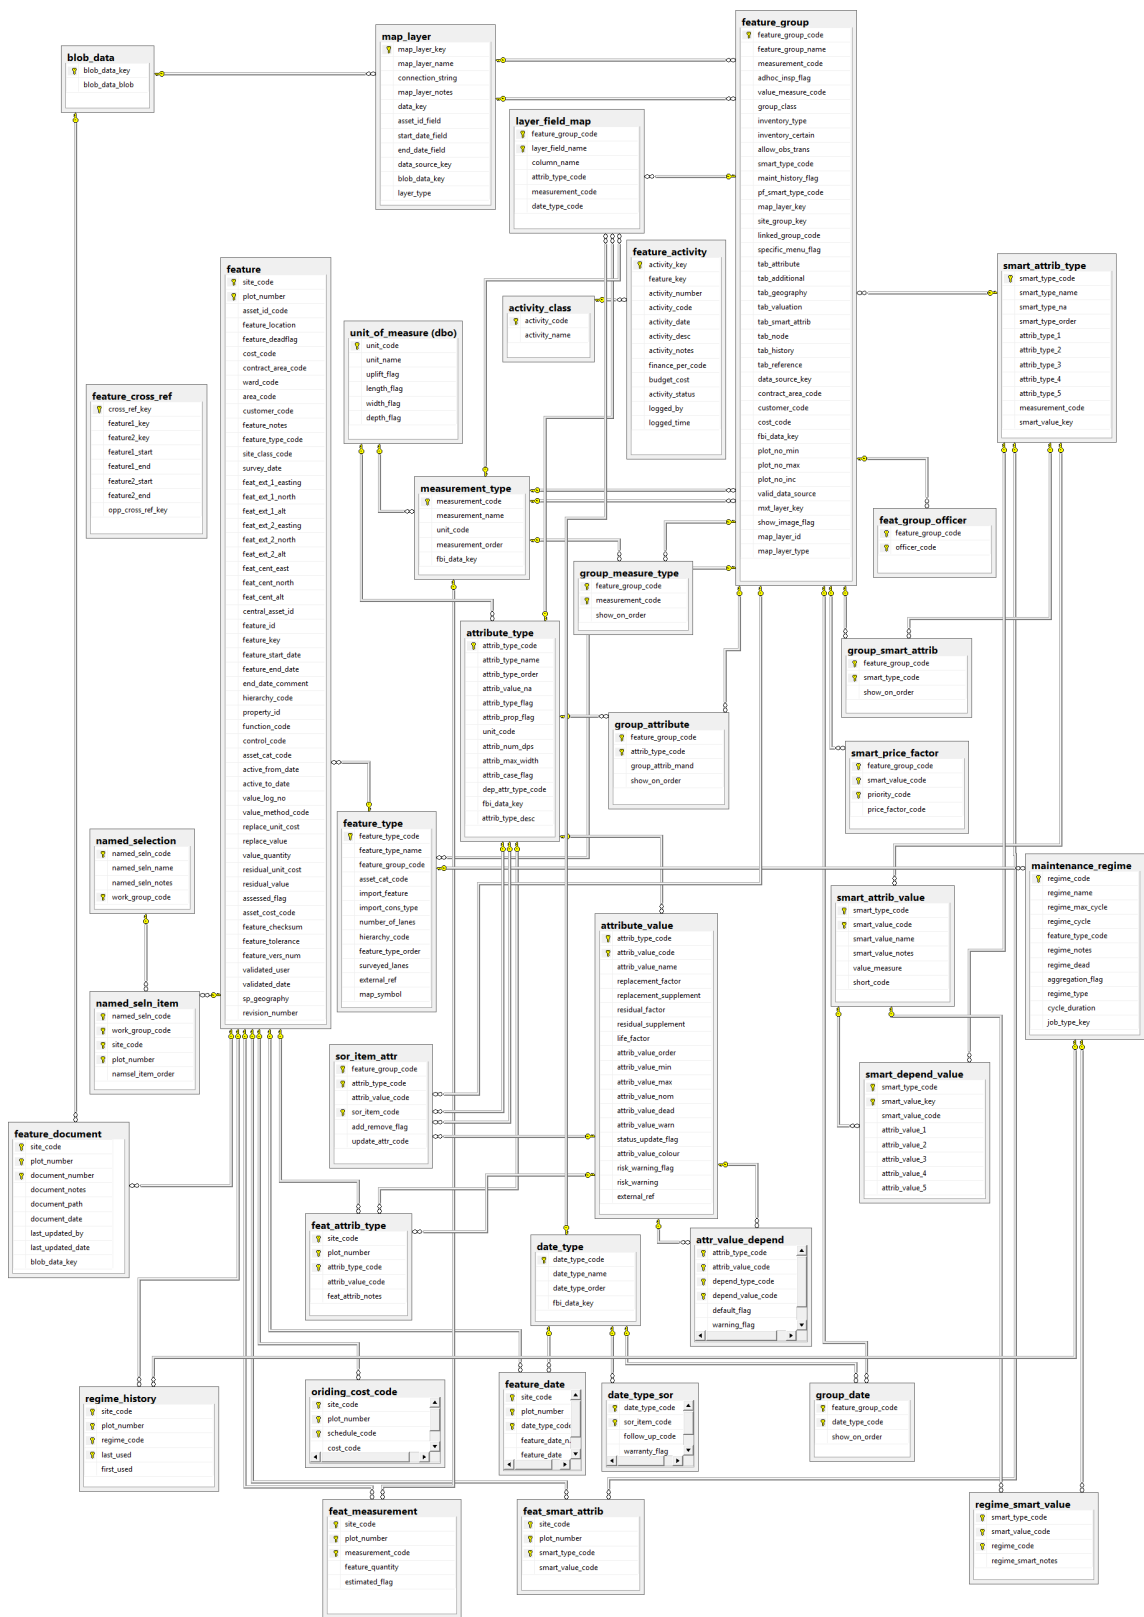 feature_group
feature_group_code
feature_group_name
measurement_code
adhoc_insp_flag
value_measure_code
group_class
inventory_type
inventory_certain
allow_obs_trans
smart_type_code
maint_history_flag
pf_smart_type_code
map_layer_key
site_group_key
linked_group_code
specific_menu_flag
tab_attribute
tab_additional
tab_geography
tab_valuation
tab_smart_attrib
tab_node
tab_history
tab_reference
data_source_key
contract_area_code
customer_code
cost_code
fbi_data_key
plot_no_min
plot_no_max
plot_no_inc
valid_data_source
mxt_layer_key
show_image_flag
map_layer_id
map_layer_type
map_layer
map_layer_key
map_layer_name
connection_string
map_layer_notes
data_key
asset_id_field
start_date_field
end_date_field
data_source_key
blob_data_key
layer_type
blob_data
blob_data_key
blob_data_blob
layer_field_map
feature_group_code
layer_field_name
column_name
attrib_type_code
measurement_code
date_type_code
feature_activity
activity_key
feature_key
activity_number
activity_code
activity_date
activity_desc
activity_notes
finance_per_code
budget_cost
activity_status
logged_by
logged_time
smart_attrib_type
smart_type_code
smart_type_name
smart_type_na
smart_type_order
attrib_type_1
attrib_type_2
attrib_type_3
attrib_type_4
attrib_type_5
measurement_code
smart_value_key
feature
site_code
plot_number
asset_id_code
feature_location
feature_deadflag
cost_code
contract_area_code
ward_code
area_code
customer_code
feature_notes
feature_type_code
site_class_code
survey_date
feat_ext_1_easting
feat_ext_1_north
feat_ext_1_alt
feat_ext_2_easting
feat_ext_2_north
feat_ext_2_alt
feat_cent_east
feat_cent_north
feat_cent_alt
central_asset_id
feature_id
feature_key
feature_start_date
feature_end_date
end_date_comment
hierarchy_code
property_id
function_code
control_code
asset_cat_code
active_from_date
active_to_date
value_log_no
value_method_code
replace_unit_cost
replace_value
value_quantity
residual_unit_cost
residual_value
assessed_flag
asset_cost_code
feature_checksum
feature_tolerance
feature_vers_num
validated_user
validated_date
sp_geography
revision_number
activity_class
activity_code
activity_name
unit_of_measure (dbo)
unit_code
unit_name
uplift_flag
length_flag
width_flag
depth_flag
feature_cross_ref
cross_ref_key
feature1_key
feature2_key
feature1_start
feature1_end
feature2_start
feature2_end
opp_cross_ref_key
measurement_type
measurement_code
measurement_name
unit_code
measurement_order
fbi_data_key
feat_group_officer
feature_group_code
officer_code
group_measure_type
feature_group_code
measurement_code
show_on_order
attribute_type
attrib_type_code
attrib_type_name
attrib_type_order
attrib_value_na
attrib_type_flag
attrib_prop_flag
unit_code
attrib_num_dps
attrib_max_width
attrib_case_flag
dep_attr_type_code
fbi_data_key
attrib_type_desc
group_smart_attrib
feature_group_code
smart_type_code
show_on_order
group_attribute
feature_group_code
attrib_type_code
group_attrib_mand
show_on_order
smart_price_factor
feature_group_code
smart_value_code
priority_code
price_factor_code
feature_type
feature_type_code
feature_type_name
feature_group_code
asset_cat_code
import_feature
import_cons_type
number_of_lanes
hierarchy_code
feature_type_order
surveyed_lanes
external_ref
map_symbol
named_selection
named_seln_code
named_seln_name
named_seln_notes
work_group_code
maintenance_regime
regime_code
regime_name
regime_max_cycle
regime_cycle
feature_type_code
regime_notes
regime_dead
aggregation_flag
regime_type
cycle_duration
job_type_key
smart_attrib_value
smart_type_code
smart_value_code
smart_value_name
smart_value_notes
value_measure
short_code
attribute_value
attrib_type_code
attrib_value_code
attrib_value_name
replacement_factor
replacement_supplement
residual_factor
residual_supplement
life_factor
attrib_value_order
attrib_value_min
attrib_value_max
attrib_value_nom
attrib_value_dead
attrib_value_warn
status_update_flag
attrib_value_colour
risk_warning_flag
risk_warning
external_ref
named_seln_item
named_seln_code
work_group_code
site_code
plot_number
namsel_item_order
sor_item_attr
feature_group_code
attrib_type_code
attrib_value_code
sor_item_code
add_remove_flag
update_attr_code
smart_depend_value
smart_type_code
smart_value_key
smart_value_code
attrib_value_1
attrib_value_2
attrib_value_3
attrib_value_4
attrib_value_5
feature_document
site_code
plot_number
document_number
document_notes
document_path
document_date
last_updated_by
last_updated_date
blob_data_key
feat_attrib_type
site_code
plot_number
attrib_type_code
attrib_value_code
feat_attrib_notes
date_type
date_type_code
date_type_name
date_type_order
fbi_data_key
attr_value_depend
attrib_type_code
attrib_value_code
depend_type_code
depend_value_code
default_flag
warning_flag
regime_history
site_code
plot_number
regime_code
last_used
first_used
oriding_cost_code
site_code
plot_number
schedule_code
cost_code
feature_date
site_code
plot_number
date_type_code
feature_date_n
feature_date
date_type_sor
date_type_code
sor_item_code
follow_up_code
warranty_flag
group_date
feature_group_code
date_type_code
show_on_order
feat_measurement
site_code
plot_number
measurement_code
feature_quantity
estimated_flag
feat_smart_attrib
site_code
plot_number
smart_type_code
smart_value_code
regime_smart_value
smart_type_code
smart_value_code
regime_code
regime_smart_notes